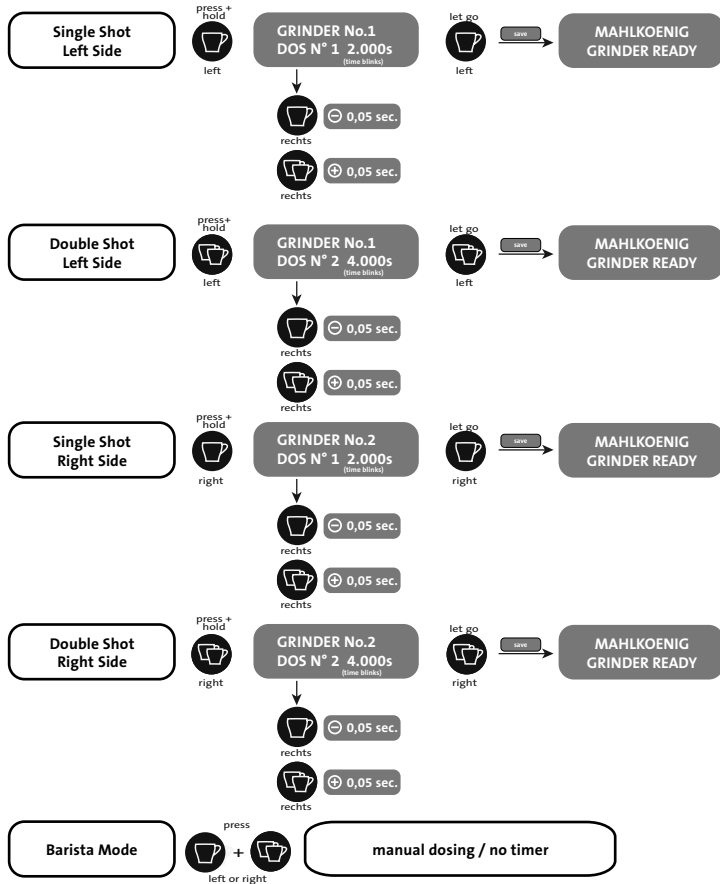 Single Shot
Left Side
press +
hold
left
GRINDER No.1
DOS N° 1 2.000s
(time blinks)
let go
left
save
MAHLKOENIG
GRINDER READY
⊖ 0,05 sec.
rechts
⊕ 0,05 sec.
rechts
Double Shot
Left Side
press+
hold
left
GRINDER No.1
DOS N° 2 4.000s
(time blinks)
let go
left
save
MAHLKOENIG
GRINDER READY
⊖ 0,05 sec.
rechts
⊕ 0,05 sec.
rechts
Single Shot
Right Side
press +
hold
right
GRINDER No.2
DOS N° 1 2.000s
(time blinks)
let go
right
save
MAHLKOENIG
GRINDER READY
⊖ 0,05 sec.
rechts
⊕ 0,05 sec.
rechts
Double Shot
Right Side
press +
hold
right
GRINDER No.2
DOS N° 2 4.000s
(time blinks)
let go
right
save
MAHLKOENIG
GRINDER READY
⊖ 0,05 sec.
rechts
⊕ 0,05 sec.
rechts
Barista Mode
press
+
left or right
manual dosing / no timer